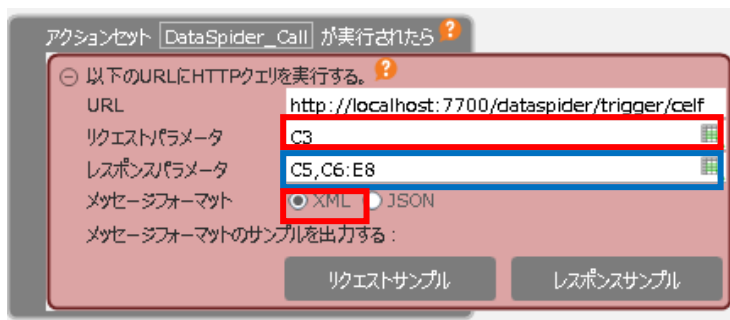 アクションセット DataSpider_Call が実行されたら ?
以下のURLにHTTPクエリを実行する。 ?
URL http://localhost:7700/dataspider/trigger/celf
リクエストパラメータ C3
レスポンスパラメータ C5,C6:E8
メッセージフォーマット XML JSON
メッセージフォーマットのサンプルを出力する :
リクエストサンプル レスポンスサンプル